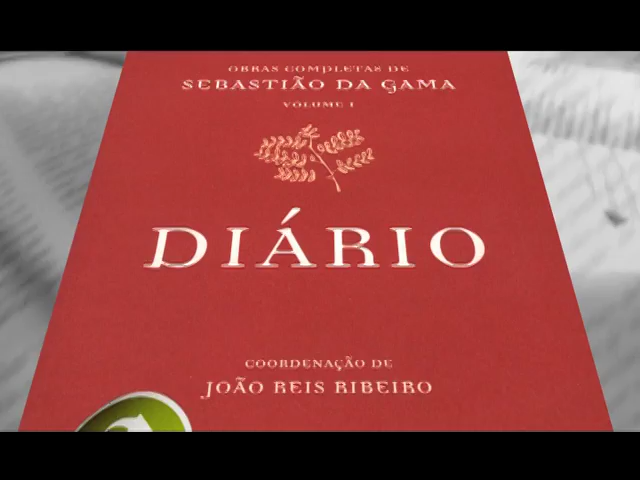 OBRAS COMPLETAS DE
SEBASTIÃO DA GAMA
VOLUME I
DIÁRIO
COORDENAÇÃO DE
JOÃO REIS RIBEIRO